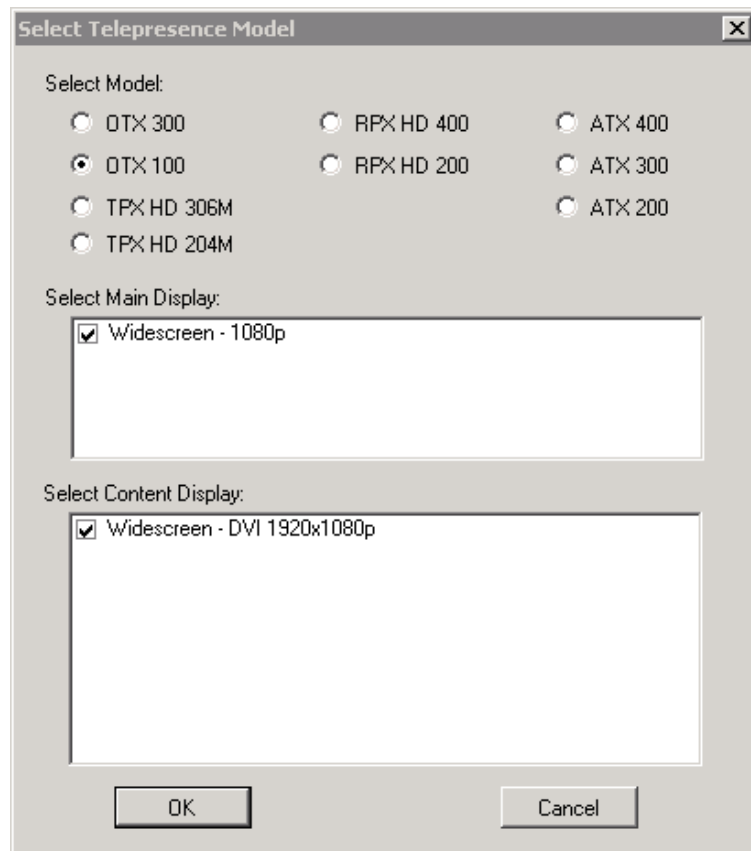 Select Telepresence Model
Select Model:
OTX 300 RPX HD 400 ATX 400
OTX 100 RPX HD 200 ATX 300
TPX HD 306M ATX 200
TPX HD 204M
Select Main Display:
Widescreen - 1080p
Select Content Display:
Widescreen - DVI 1920x1080p
OK Cancel